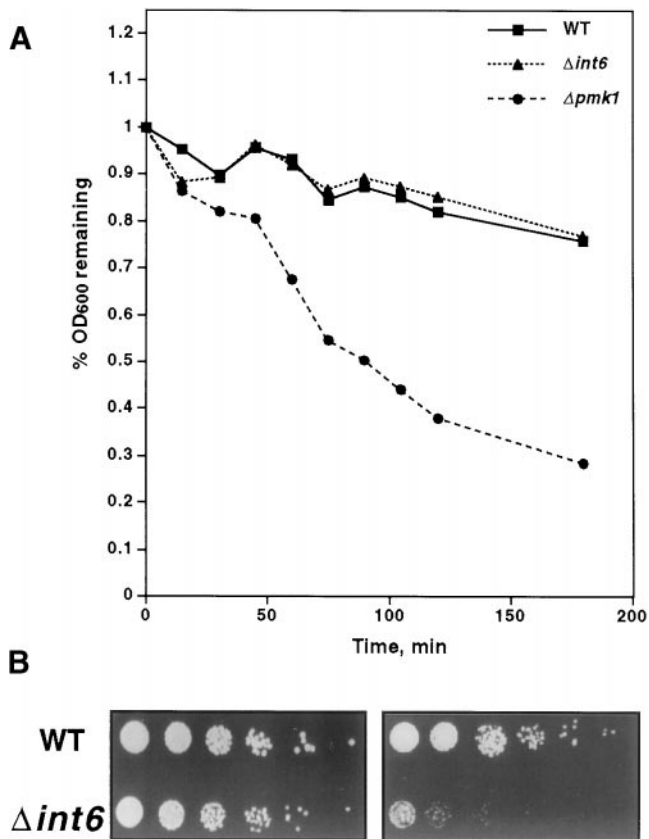 A
1.2
1.1
1
0.9
0.8
0.7
0.6
0.5
0.4
0.3
0.2
0.1
0
% OD600 remaining
WT
Δint6
Δpmk1
0 50 100 150 200
Time, min
B
WT
Δint6